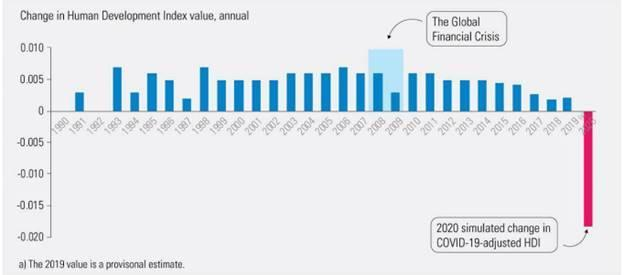 Change in Human Development Index value, annual
The Global
Financial Crisis
0.010
0.005
0
-0.005
-0.010
-0.015
-0.020
1990 1991 1992 1993 1994 1995 1996 1997 1998 1999 2000 2001 2002 2003 2004 2005 2006 2007 2008 2009 2010 2011 2012 2013 2014 2015 2016 2017 2018 2019
2020 simulated change in
COVID-19-adjusted HDI
a) The 2019 value is a provisonal estimate.